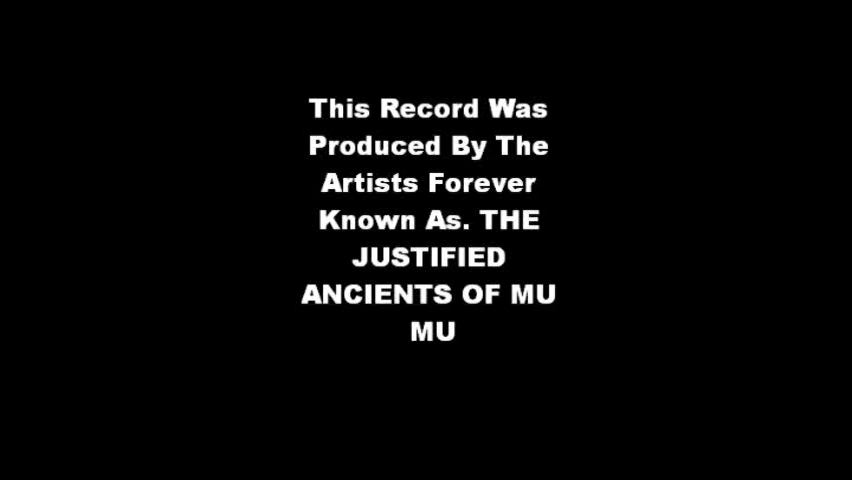 This Record Was
Produced By The
Artists Forever
Known As. THE
JUSTIFIED
ANCIENTS OF MU
MU